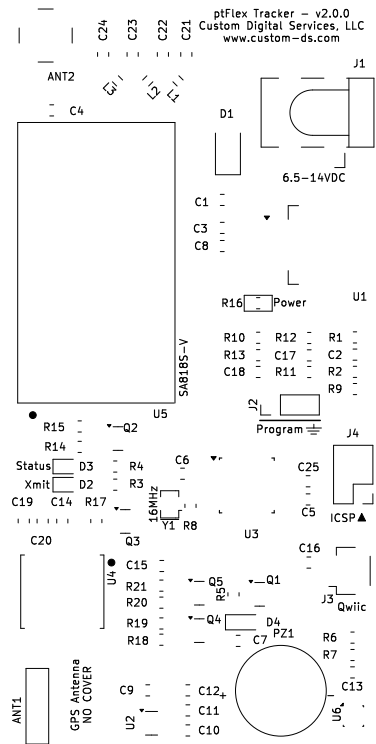 ptFlex Tracker - v2.0.0
Custom Digital Services, LLC
www.custom-ds.com
C24 C23 C22 C21
ANT2
L3 L2 L1
J1
C4
D1
6.5-14VDC
C1
C3
C8
R16 Power
U1
R10 R12 R1
R13 C17 C2
C18 R11 R2
R9
SA818S-V
U5
J2
Program
R15 Q2
R14
J4
Status D3 R4 C6 C25
Xmit D2 R3
16MHz
C19 C14 R17
Y1 R8
C5
ICSP
C20 Q3 U3
C16
U4
C15
R21 Q5 Q1
R20 R5
J3
Qwiic
R19 Q4 D4
R18 C7 PZ1
R6
R7
ANT1
GPS Antenna
NO COVER
C9 C12 +
C13
U2 C11
U6
C10